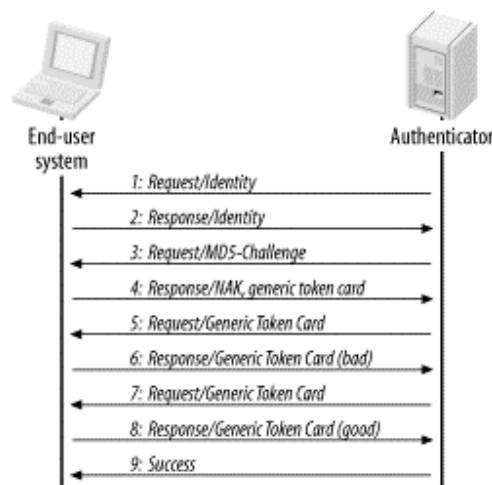 End-user
system
Authenticator
1: Request/Identity
2: Response/Identity
3: Request/MD5-Challenge
4: Response/NAK, generic token card
5: Request/Generic Token Card
6: Response/Generic Token Card (bad)
7: Request/Generic Token Card
8: Response/Generic Token Card (good)
9: Success